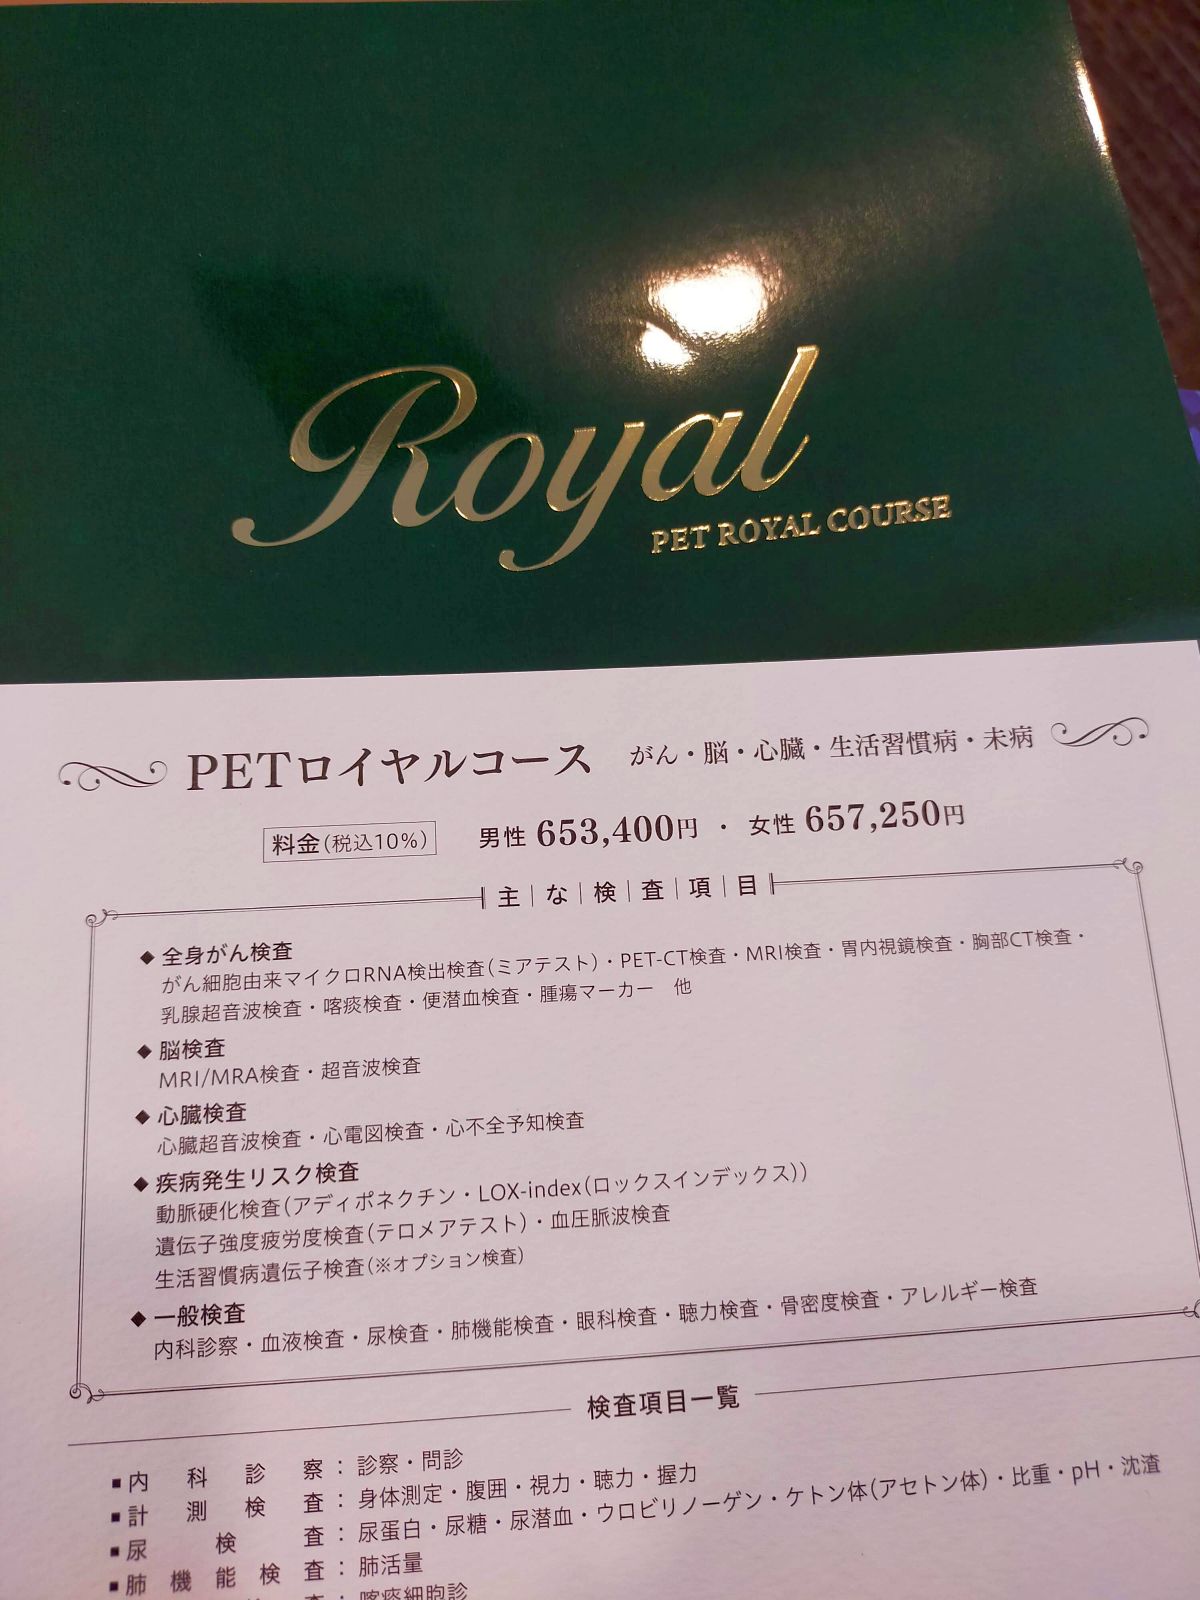 Royal
PET ROYAL COURSE
PETロイヤルコース がん・脳・心臓・生活習慣病・未病
料金(税込10%) 男性 653,400円 ・ 女性 657,250円
主な検査項目
◆ 全身がん検査
がん細胞由来マイクロRNA検出検査(ミアテスト)・PET-CT検査・MRI検査・胃内視鏡検査・胸部CT検査・
乳腺超音波検査・喀痰検査・便潜血検査・腫瘍マーカー 他
◆ 脳検査
MRI/MRA検査・超音波検査
◆ 心臓検査
心臓超音波検査・心電図検査・心不全予知検査
◆ 疾病発生リスク検査
動脈硬化検査(アディポネクチン・LOX-index(ロックスインデックス))
遺伝子強度疲労度検査(テロメアテスト)・血圧脈波検査
生活習慣病遺伝子検査(※オプション検査)
◆ 一般検査
内科診察・血液検査・尿検査・肺機能検査・眼科検査・聴力検査・骨密度検査・アレルギー検査
検査項目一覧
■ 内科診察：診察・問診
■ 計測検査：身体測定・腹囲・視力・聴力・握力
■ 尿検査：尿蛋白・尿糖・尿潜血・ウロビリノーゲン・ケトン体(アセトン体)・比重・pH・沈渣
■ 肺機能検査：肺活量
査：喀痰細胞診